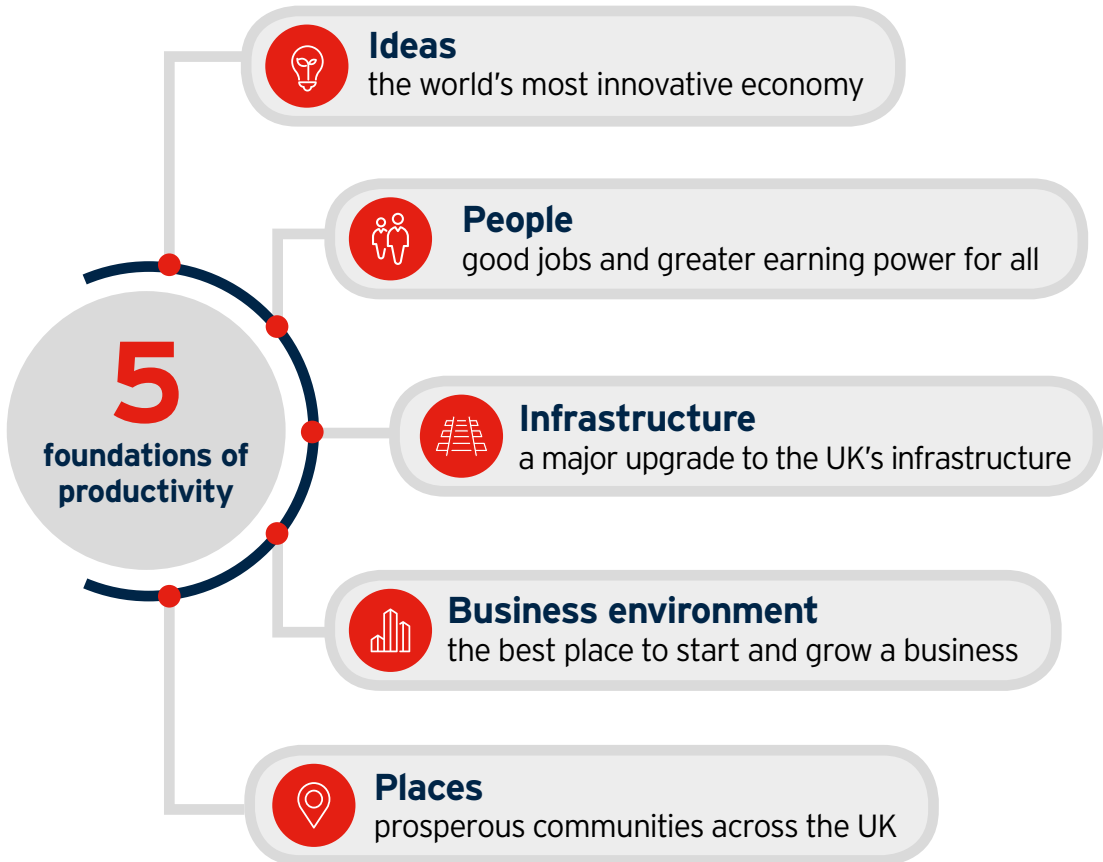 5
foundations of
productivity
Ideas
the world's most innovative economy
People
good jobs and greater earning power for all
Infrastructure
a major upgrade to the UK's infrastructure
Business environment
the best place to start and grow a business
Places
prosperous communities across the UK